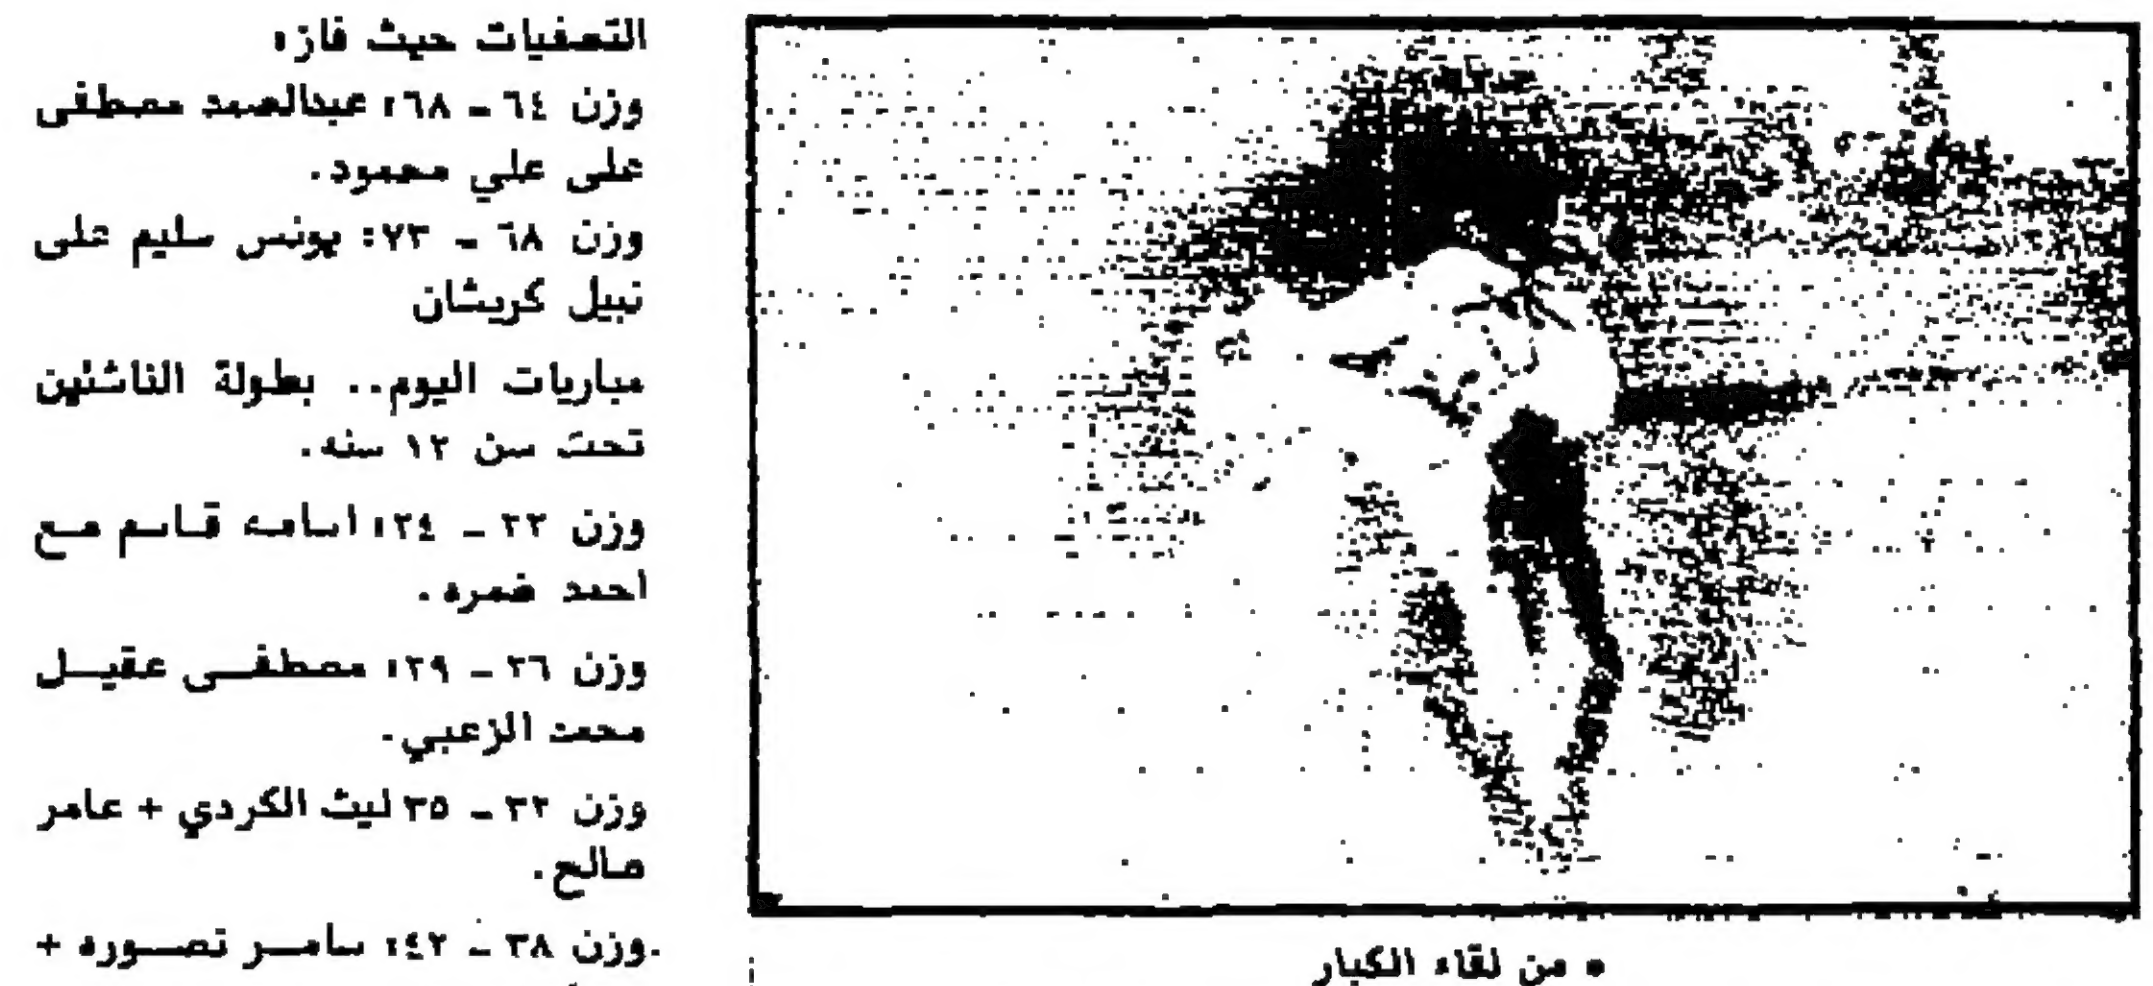 التصفيات حيث فاز:
وزن ٦٤ ـ ٦٨: عبدالصمد مصطفى
على علي محمود.
وزن ٦٨ ـ ٧٣: يونس سليم على
نبيل كريشان
مباريات اليوم.. بطولة الناشئين
تحت سن ١٢ سنه.
وزن ٢٢ ـ ٢٤: اسامه قاسم مع
احمد ضمره.
وزن ٢٦ ـ ٢٩: مصطفى عقيل
محمد الزعبي.
وزن ٣٢ ـ ٣٥ ليث الكردي + عامر
صالح.
وزن ٣٨ ـ ٤٢: سامر تصوره +
• من لقاء الكبار